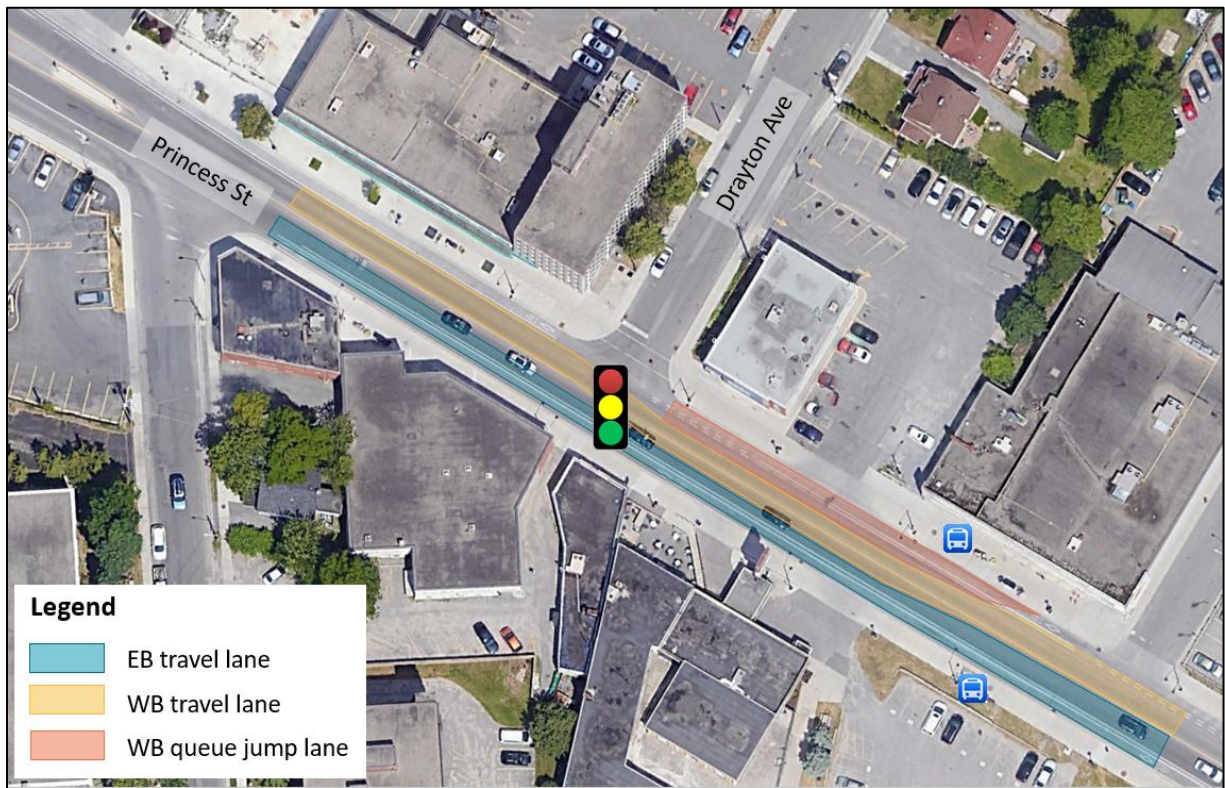 Princess St
Drayton Ave
Legend
EB travel lane
WB travel lane
WB queue jump lane